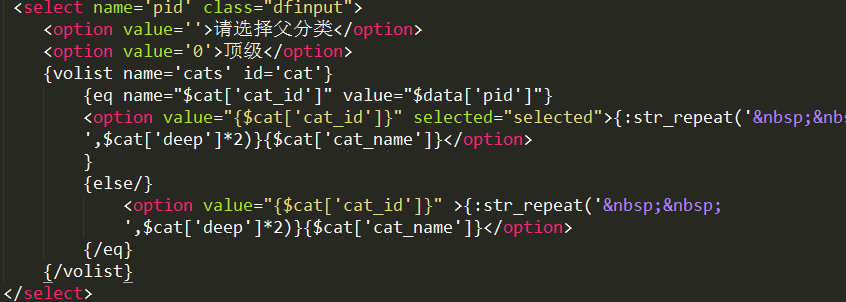 <select name='pid' class="dfinput">
<option value=''>请选择父分类</option>
<option value='0'>顶级</option>
{volist name='cats' id='cat'}
{eq name="$cat['cat_id']" value="$data['pid']"}
<option value="{$cat['cat_id']}" selected="selected">{:str_repeat('&nbsp;&nb
',$cat['deep']*2)}{$cat['cat_name']}</option>
}
{else/}
<option value="{$cat['cat_id']}" >{:str_repeat('&nbsp;&nbsp;
',$cat['deep']*2)}{$cat['cat_name']}</option>
{/eq}
{/volist}
</select>